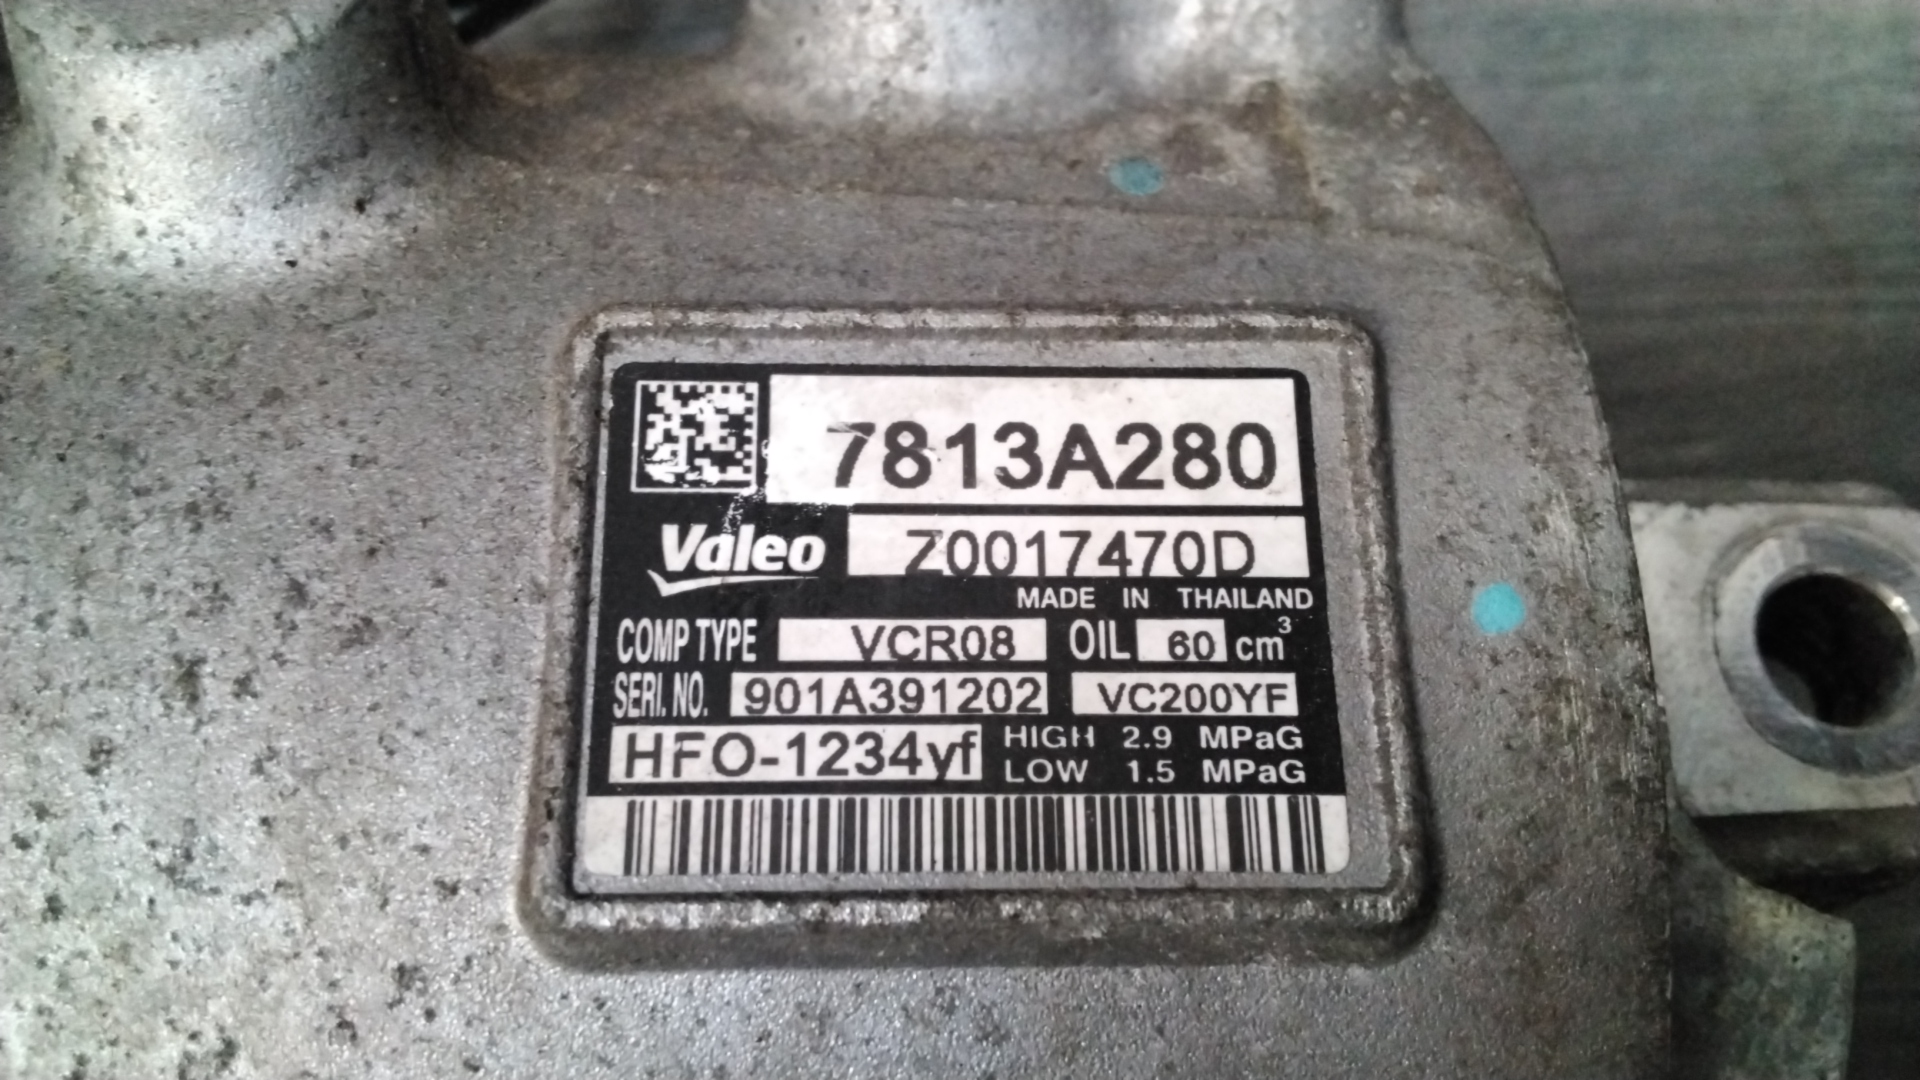 7813A280
Valeo Z0017470D
MADE IN THAILAND
COMP TYPE VCR08 OIL 60 cm³
SERI. NO. 901A391202 VC200YF
HFO-1234yf HIGH 2.9 MPaG
LOW 1.5 MPaG